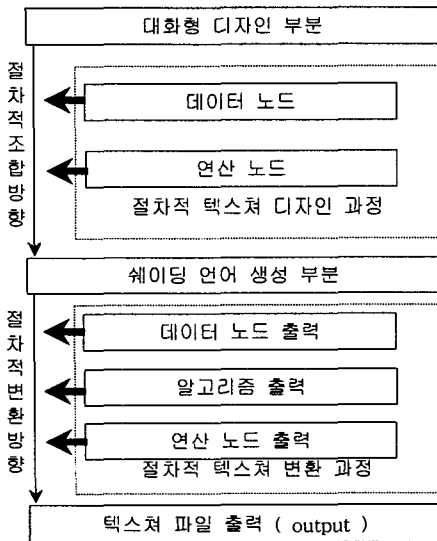 대화형 디자인 부분
절차적조합방향
데이터 노드
연산 노드
절차적 텍스쳐 디자인 과정
쉐이딩 언어 생성 부분
절차적변환방향
데이터 노드 출력
알고리즘 출력
연산 노드 출력
절차적 텍스쳐 변환 과정
텍스쳐 파일 출력 ( output )